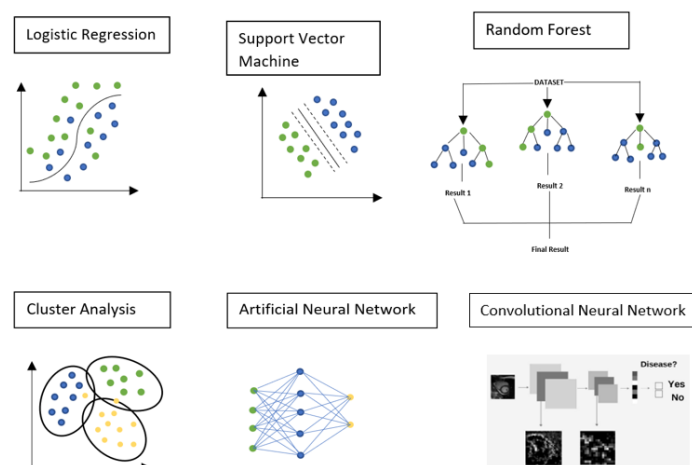 Logistic Regression
Support Vector
Machine
Random Forest
DATASET
Result 1
Result 2
Result n
Final Result
Cluster Analysis
Artificial Neural Network
Convolutional Neural Network
Disease?
Yes
No